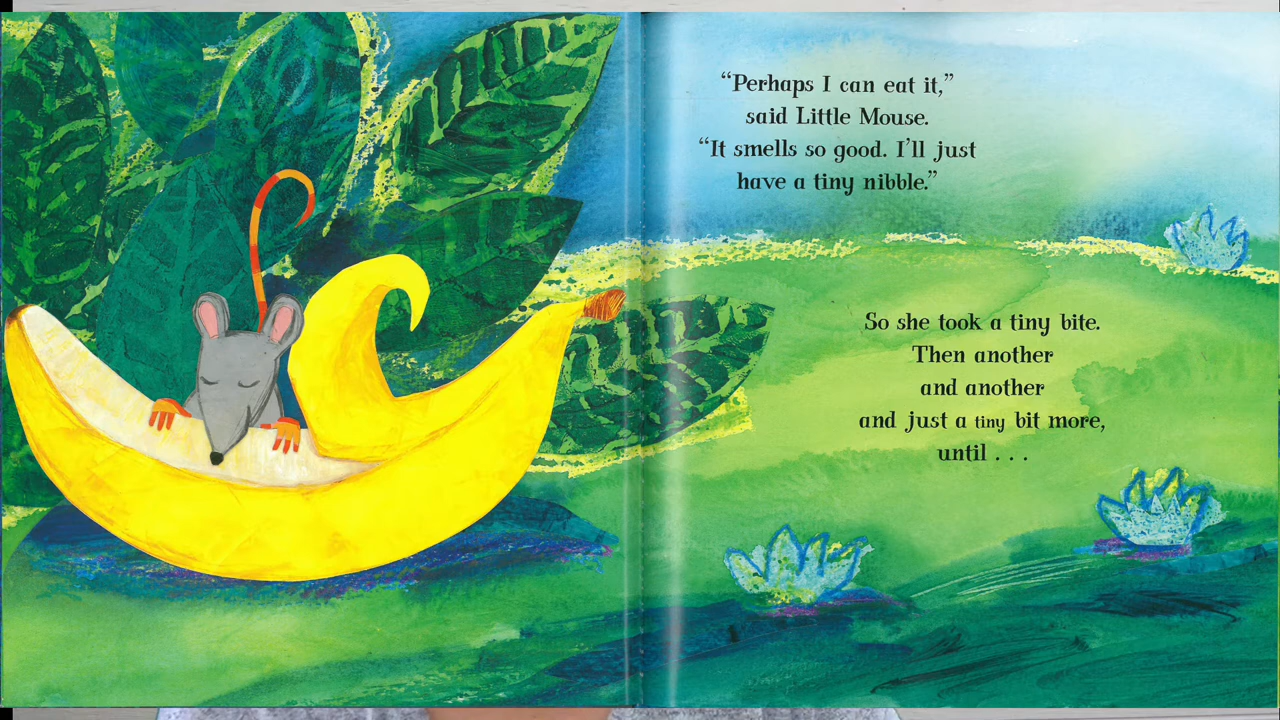 “Perhaps I can eat it,”
said Little Mouse.
“It smells so good. I’ll just
have a tiny nibble.”
So she took a tiny bite.
Then another
and another
and just a tiny bit more,
until . . .